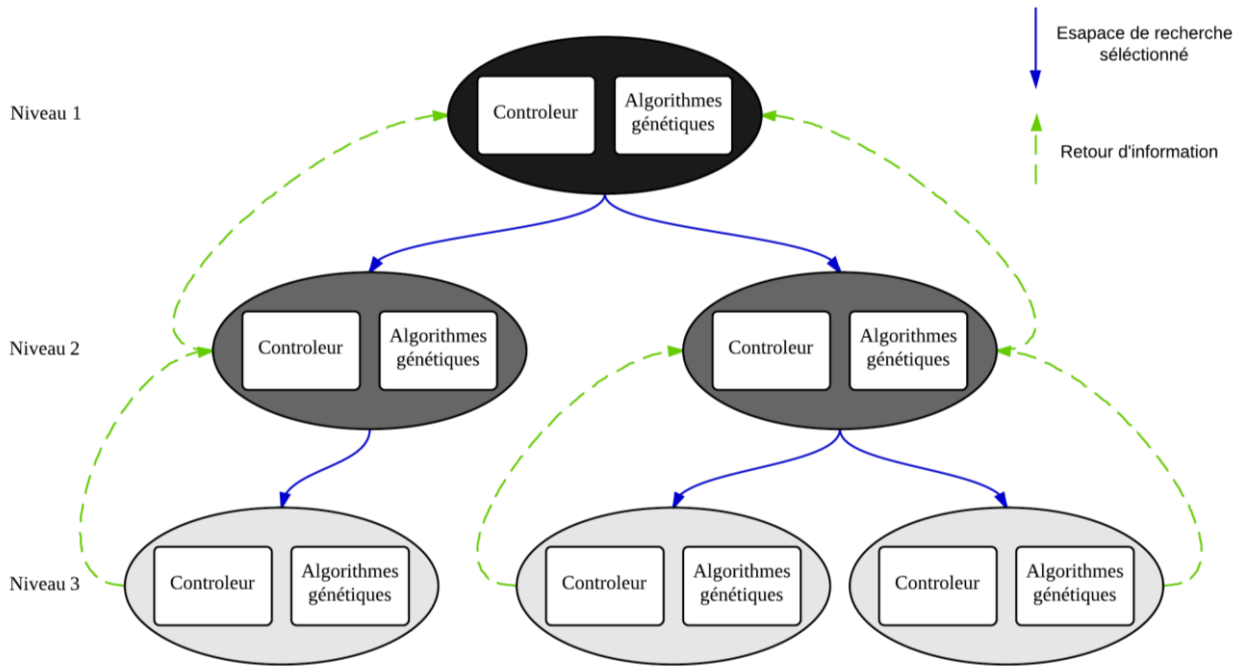 Esapace de recherche
séléctionné
Retour d'information
Niveau 1
Controleur
Algorithmes
génétiques
Niveau 2
Controleur
Algorithmes
génétiques
Controleur
Algorithmes
génétiques
Niveau 3
Controleur
Algorithmes
génétiques
Controleur
Algorithmes
génétiques
Controleur
Algorithmes
génétiques